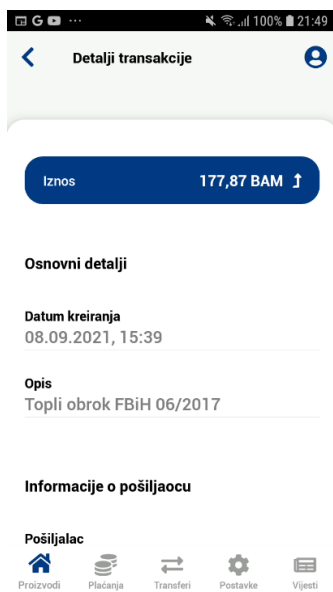 G 100% 21:49
Detalji transakcije
Iznos 177,87 BAM
Osnovni detalji
Datum kreiranja
08.09.2021, 15:39
Opis
Topli obrok FBiH 06/2017
Informacije o pošiljaocu
Pošiljalac
Proizvodi Plaćanja Transferi Postavke Vijesti